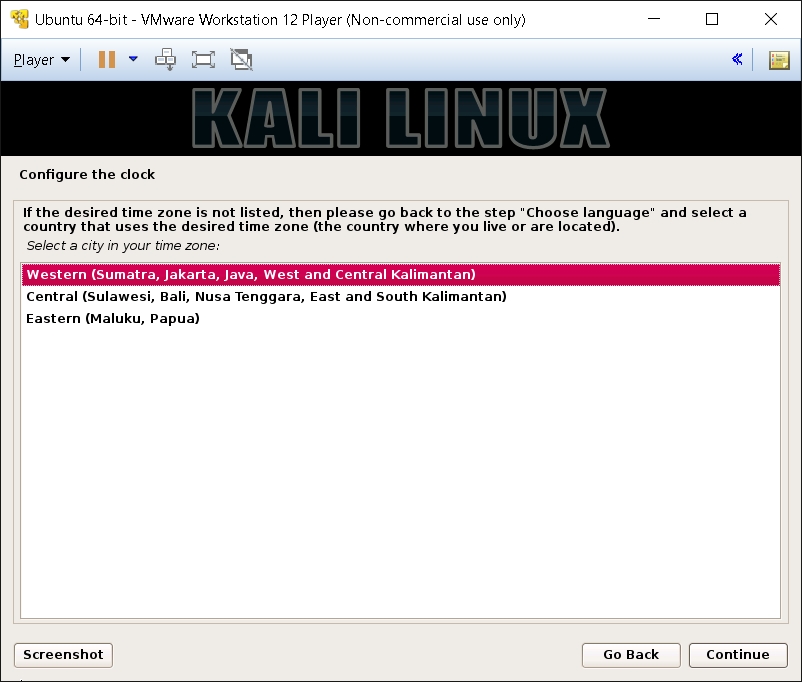 Ubuntu 64-bit - VMware Workstation 12 Player (Non-commercial use only)
Player
KALI LINUX
Configure the clock
If the desired time zone is not listed, then please go back to the step "Choose language" and select a
country that uses the desired time zone (the country where you live or are located).
Select a city in your time zone:
Western (Sumatra, Jakarta, Java, West and Central Kalimantan)
Central (Sulawesi, Bali, Nusa Tenggara, East and South Kalimantan)
Eastern (Maluku, Papua)
Screenshot
Go Back
Continue